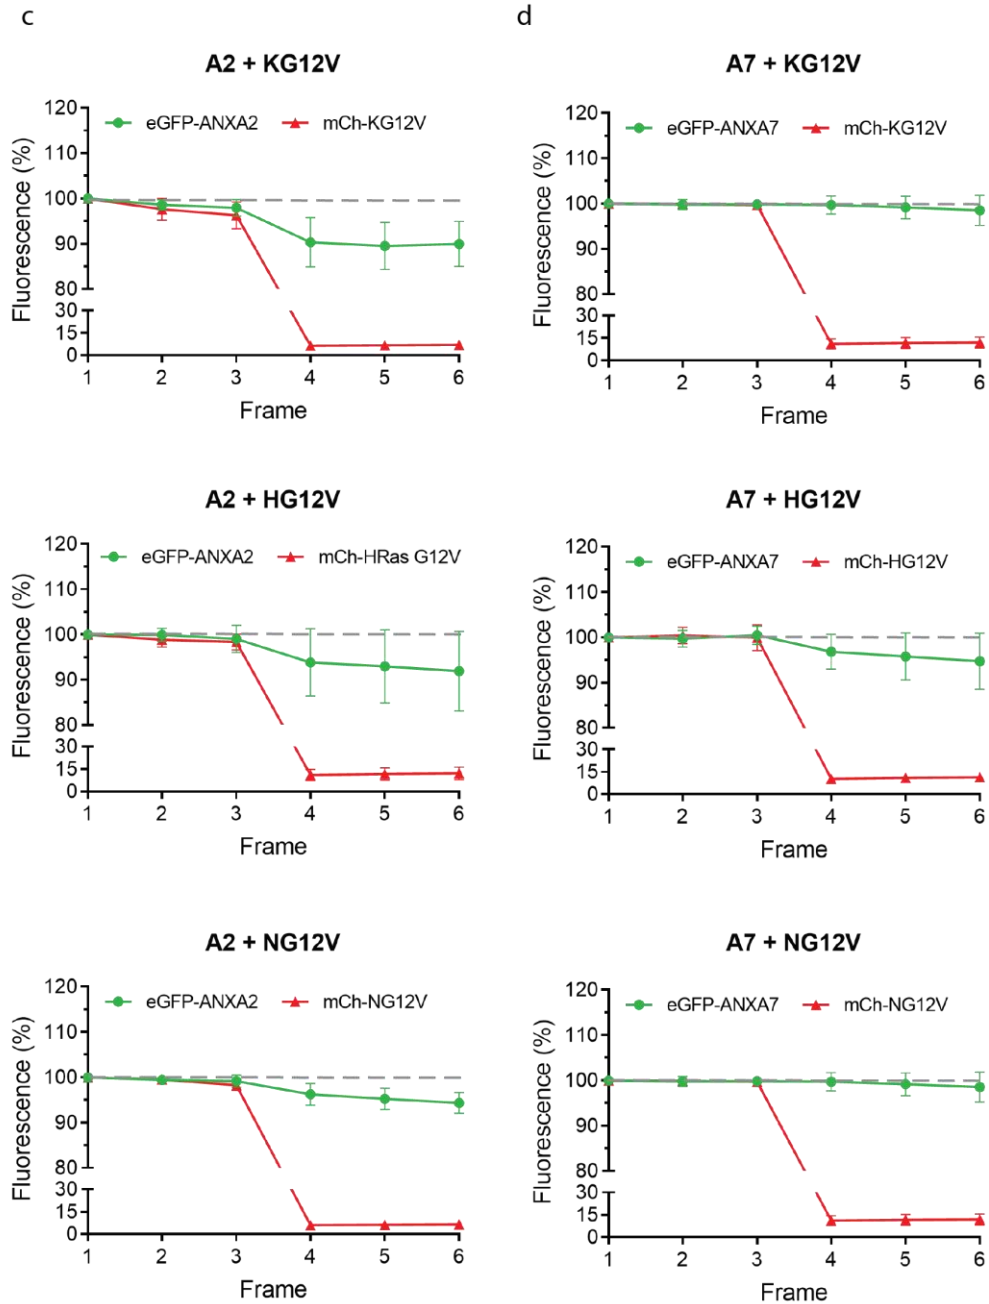 c
A2 + KG12V
eGFP-ANXA2 mCh-KG12V
Fluorescence (%)
120
110
100
90
80
30
15
0
1 2 3 4 5 6
Frame
A2 + HG12V
eGFP-ANXA2 mCh-HRas G12V
Fluorescence (%)
120
110
100
90
80
30
15
0
1 2 3 4 5 6
Frame
A2 + NG12V
eGFP-ANXA2 mCh-NG12V
Fluorescence (%)
120
110
100
90
80
30
15
0
1 2 3 4 5 6
Frame
d
A7 + KG12V
eGFP-ANXA7 mCh-KG12V
Fluorescence (%)
120
110
100
90
80
30
15
0
1 2 3 4 5 6
Frame
A7 + HG12V
eGFP-ANXA7 mCh-HG12V
Fluorescence (%)
120
110
100
90
80
30
15
0
1 2 3 4 5 6
Frame
A7 + NG12V
eGFP-ANXA7 mCh-NG12V
Fluorescence (%)
120
110
100
90
80
30
15
0
1 2 3 4 5 6
Frame